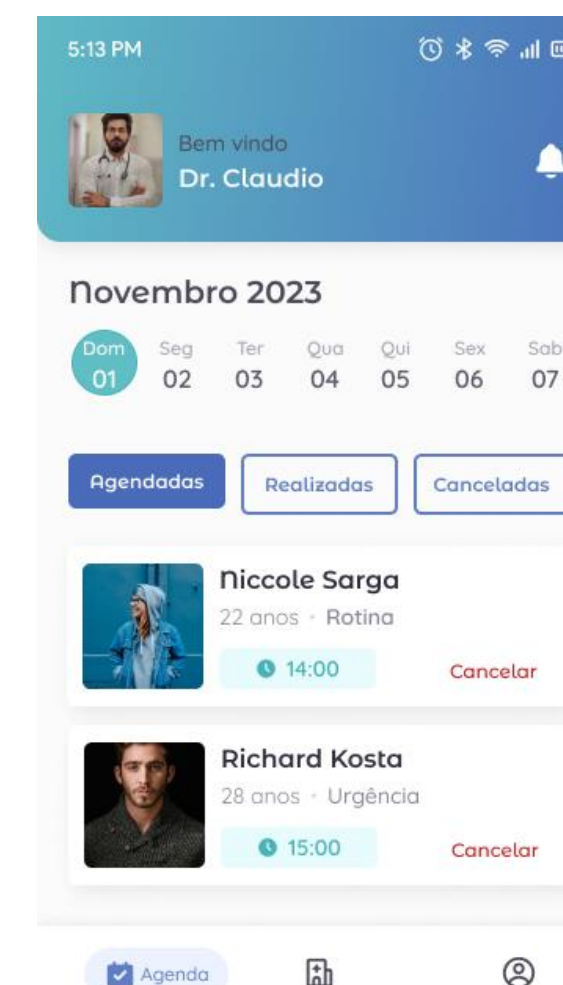 5:13 PM
Bem vindo
Dr. Claudio
Novembro 2023
Dom Seg Ter Qua Qui Sex Sab
01 02 03 04 05 06 07
Agendadas Realizadas Canceladas
Niccole Sarga
22 anos • Rotina
14:00 Cancelar
Richard Kosta
28 anos • Urgência
15:00 Cancelar
Agenda